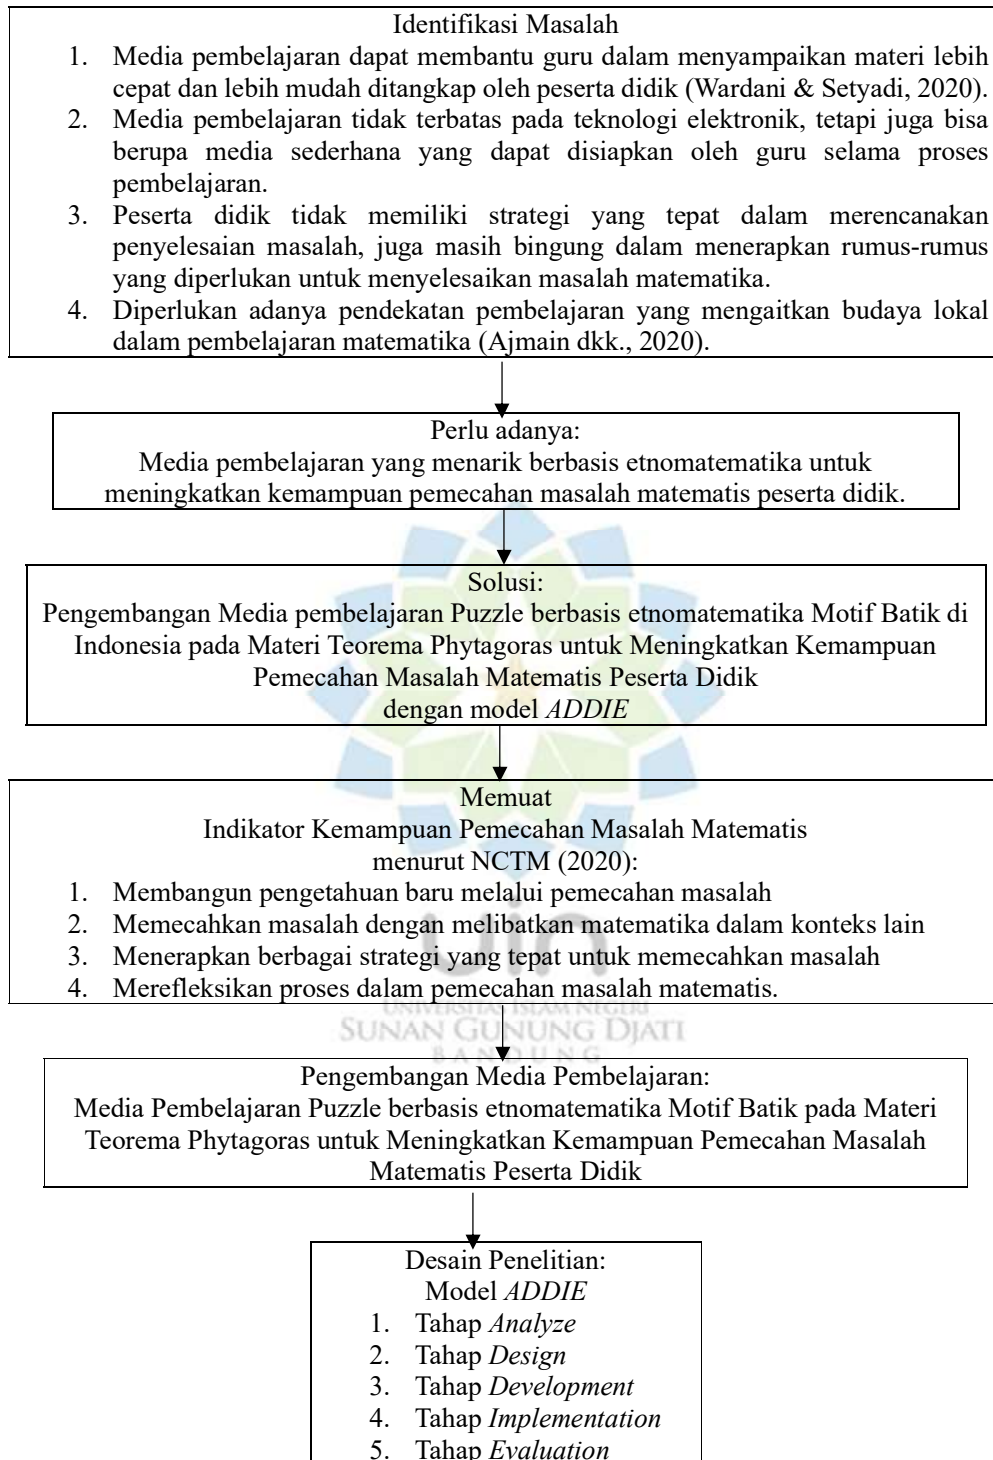 Identifikasi Masalah
1. Media pembelajaran dapat membantu guru dalam menyampaikan materi lebih
cepat dan lebih mudah ditangkap oleh peserta didik (Wardani & Setyadi, 2020).
2. Media pembelajaran tidak terbatas pada teknologi elektronik, tetapi juga bisa
berupa media sederhana yang dapat disiapkan oleh guru selama proses
pembelajaran.
3. Peserta didik tidak memiliki strategi yang tepat dalam merencanakan
penyelesaian masalah, juga masih bingung dalam menerapkan rumus-rumus
yang diperlukan untuk menyelesaikan masalah matematika.
4. Diperlukan adanya pendekatan pembelajaran yang mengaitkan budaya lokal
dalam pembelajaran matematika (Ajmain dkk., 2020).
Perlu adanya:
Media pembelajaran yang menarik berbasis etnomatematika untuk
meningkatkan kemampuan pemecahan masalah matematis peserta didik.
Solusi:
Pengembangan Media pembelajaran Puzzle berbasis etnomatematika Motif Batik di
Indonesia pada Materi Teorema Phytagoras untuk Meningkatkan Kemampuan
Pemecahan Masalah Matematis Peserta Didik
dengan model ADDIE
Memuat
Indikator Kemampuan Pemecahan Masalah Matematis
menurut NCTM (2020):
1. Membangun pengetahuan baru melalui pemecahan masalah
2. Memecahkan masalah dengan melibatkan matematika dalam konteks lain
3. Menerapkan berbagai strategi yang tepat untuk memecahkan masalah
4. Merefleksikan proses dalam pemecahan masalah matematis.
uin
UNIVERSITAS ISLAM NEGERI
SUNAN GUNUNG DJATI
BANDUNG
Pengembangan Media Pembelajaran:
Media Pembelajaran Puzzle berbasis etnomatematika Motif Batik pada Materi
Teorema Phytagoras untuk Meningkatkan Kemampuan Pemecahan Masalah
Matematis Peserta Didik
Desain Penelitian:
Model ADDIE
1. Tahap Analyze
2. Tahap Design
3. Tahap Development
4. Tahap Implementation
5. Tahap Evaluation